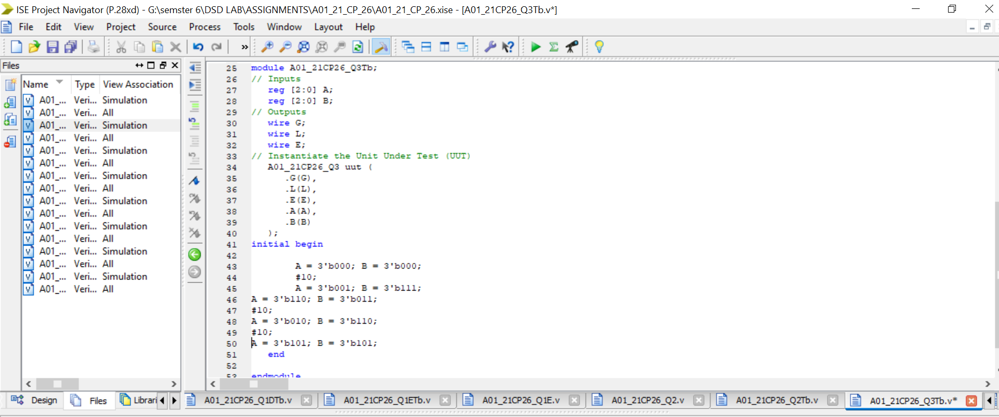 ISE Project Navigator (P.28xd) - G:\semster 6\DSD LAB\ASSIGNMENTS\A01_21_CP_26\A01_21_CP_26.xise - [A01_21CP26_Q3Tb.v*]
File Edit View Project Source Process Tools Window Layout Help
Files
Name Type View Association
A01_... Veri... Simulation
A01_... Veri... All
A01_... Veri... Simulation
A01_... Veri... All
A01_... Veri... Simulation
A01_... Veri... All
A01_... Veri... Simulation
A01_... Veri... All
A01_... Veri... Simulation
A01_... Veri... All
A01_... Veri... Simulation
A01_... Veri... All
A01_... Veri... Simulation
A01_... Veri... All
A01_... Veri... Simulation
A01_... Veri... All
25 module A01_21CP26_Q3Tb;
26 // Inputs
27 reg [2:0] A;
28 reg [2:0] B;
29 // Outputs
30 wire G;
31 wire L;
32 wire E;
33 // Instantiate the Unit Under Test (UUT)
34 A01_21CP26_Q3 uut (
35 .G(G),
36 .L(L),
37 .E(E),
38 .A(A),
39 .B(B)
40 );
41 initial begin
42
43 A = 3'b000; B = 3'b000;
44 #10;
45 A = 3'b001; B = 3'b111;
46 A = 3'b110; B = 3'b011;
47 #10;
48 A = 3'b010; B = 3'b110;
49 #10;
50 A = 3'b101; B = 3'b101;
51 end
52
53 endmodule
Design Files Librari
A01_21CP26_Q1DTb.v A01_21CP26_Q1ETb.v A01_21CP26_Q1E.v A01_21CP26_Q2.v A01_21CP26_Q2Tb.v A01_21CP26_Q3Tb.v*